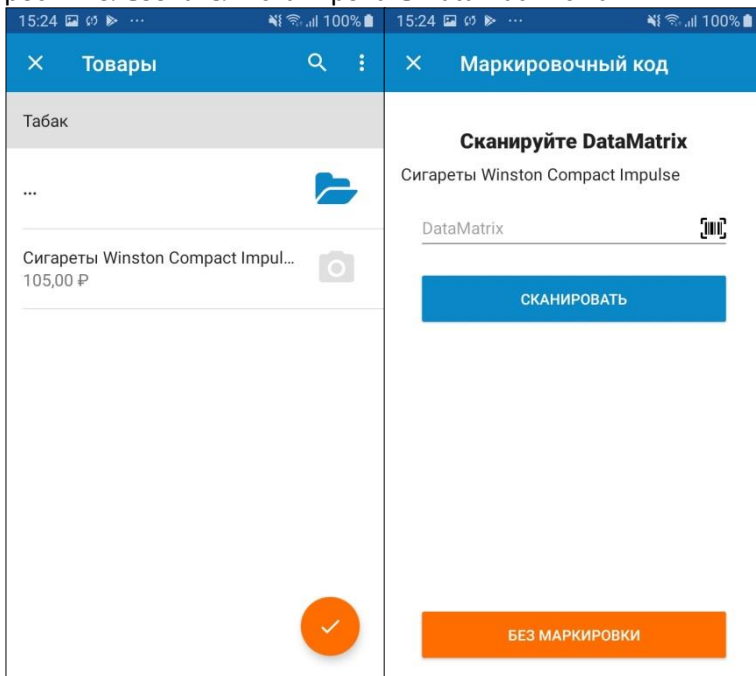 15:24 ... 100%
Товары
Табак
...
Сигареты Winston Compact Impul...
105,00 ₽
15:24 ... 100%
Маркировочный код
Сканируйте DataMatrix
Сигареты Winston Compact Impulse
DataMatrix
СКАНИРОВАТЬ
БЕЗ МАРКИРОВКИ